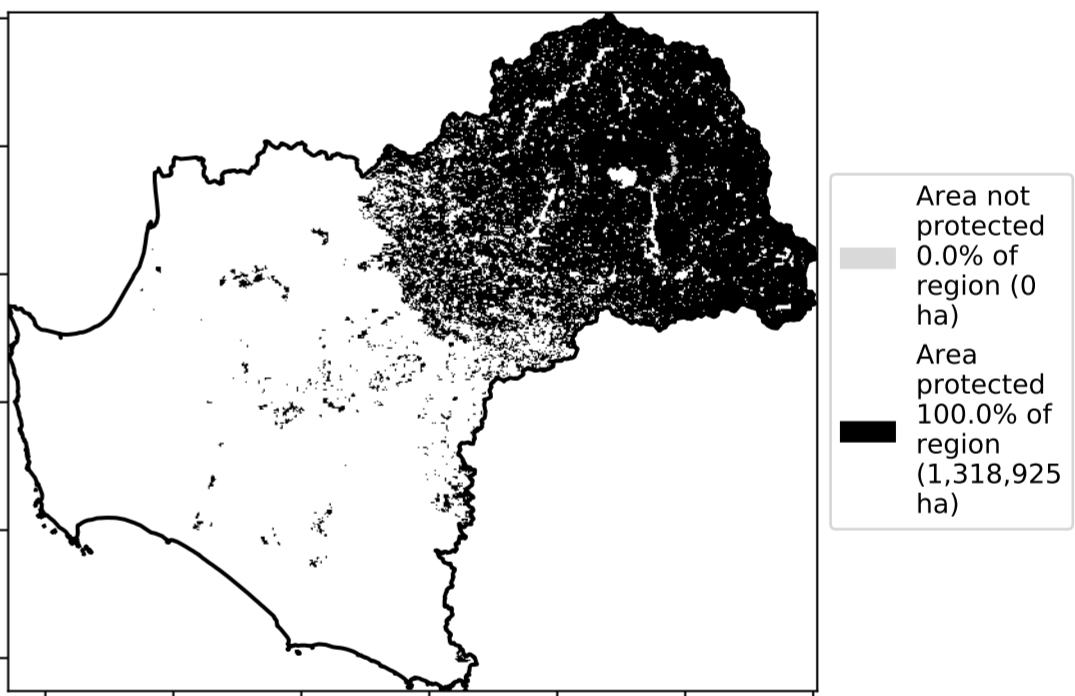 Area not
protected
0.0% of
region (0
ha)
Area
protected
100.0% of
region
(1,318,925
ha)